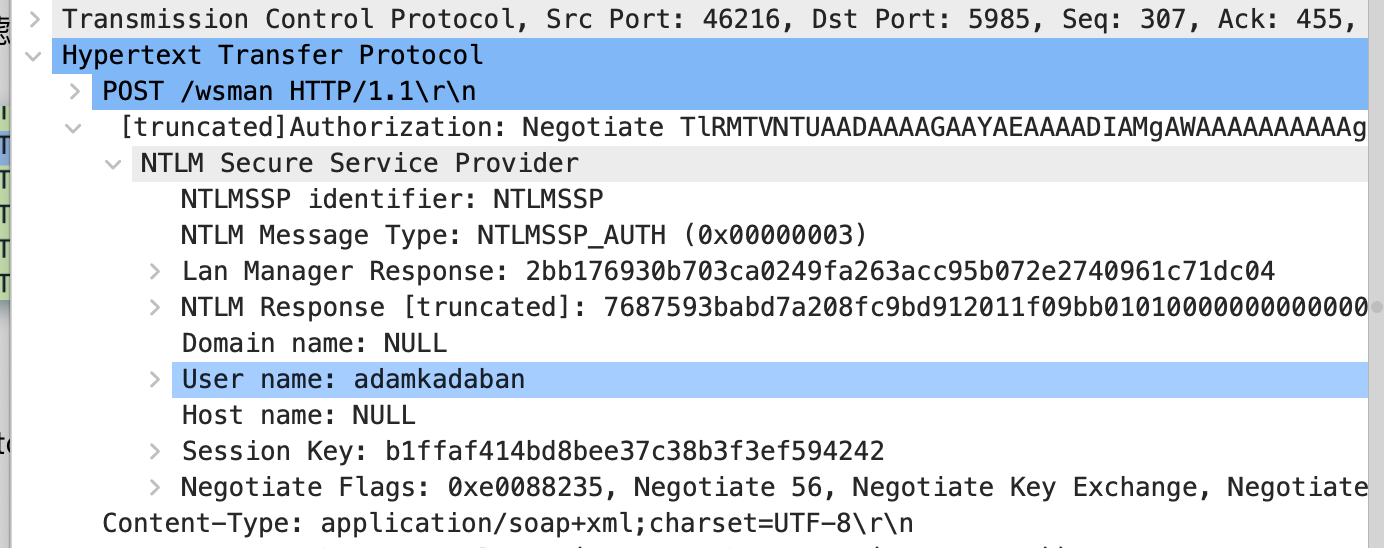 Transmission Control Protocol, Src Port: 46216, Dst Port: 5985, Seq: 307, Ack: 455,
Hypertext Transfer Protocol
POST /wsman HTTP/1.1\r\n
[truncated]Authorization: Negotiate TlRMTVNTUAADAAAAGAAYAEAAAADIAMgAWAAAAAAAAAAg
NTLM Secure Service Provider
NTLMSSP identifier: NTLMSSP
NTLM Message Type: NTLMSSP_AUTH (0x00000003)
Lan Manager Response: 2bb176930b703ca0249fa263acc95b072e2740961c71dc04
NTLM Response [truncated]: 7687593babd7a208fc9bd912011f09bb01010000000000000
Domain name: NULL
User name: adamkadaban
Host name: NULL
Session Key: b1ffaf414bd8bee37c38b3f3ef594242
Negotiate Flags: 0xe0088235, Negotiate 56, Negotiate Key Exchange, Negotiate
Content-Type: application/soap+xml;charset=UTF-8\r\n